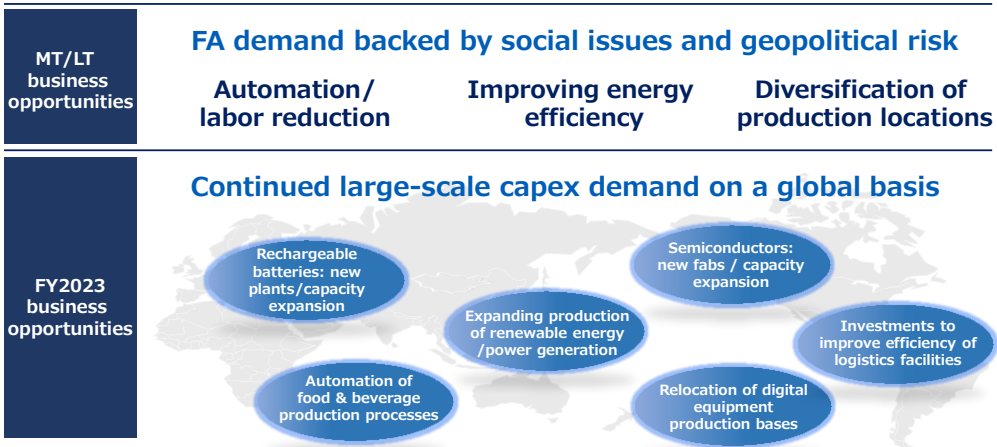 MT/LT
business
opportunities
FA demand backed by social issues and geopolitical risk
Automation/
labor reduction
Improving energy
efficiency
Diversification of
production locations
FY2023
business
opportunities
Continued large-scale capex demand on a global basis
Rechargeable
batteries: new
plants/capacity
expansion
Semiconductors:
new fabs / capacity
expansion
Expanding production
of renewable energy
/power generation
Investments to
improve efficiency of
logistics facilities
Automation of
food & beverage
production processes
Relocation of digital
equipment
production bases